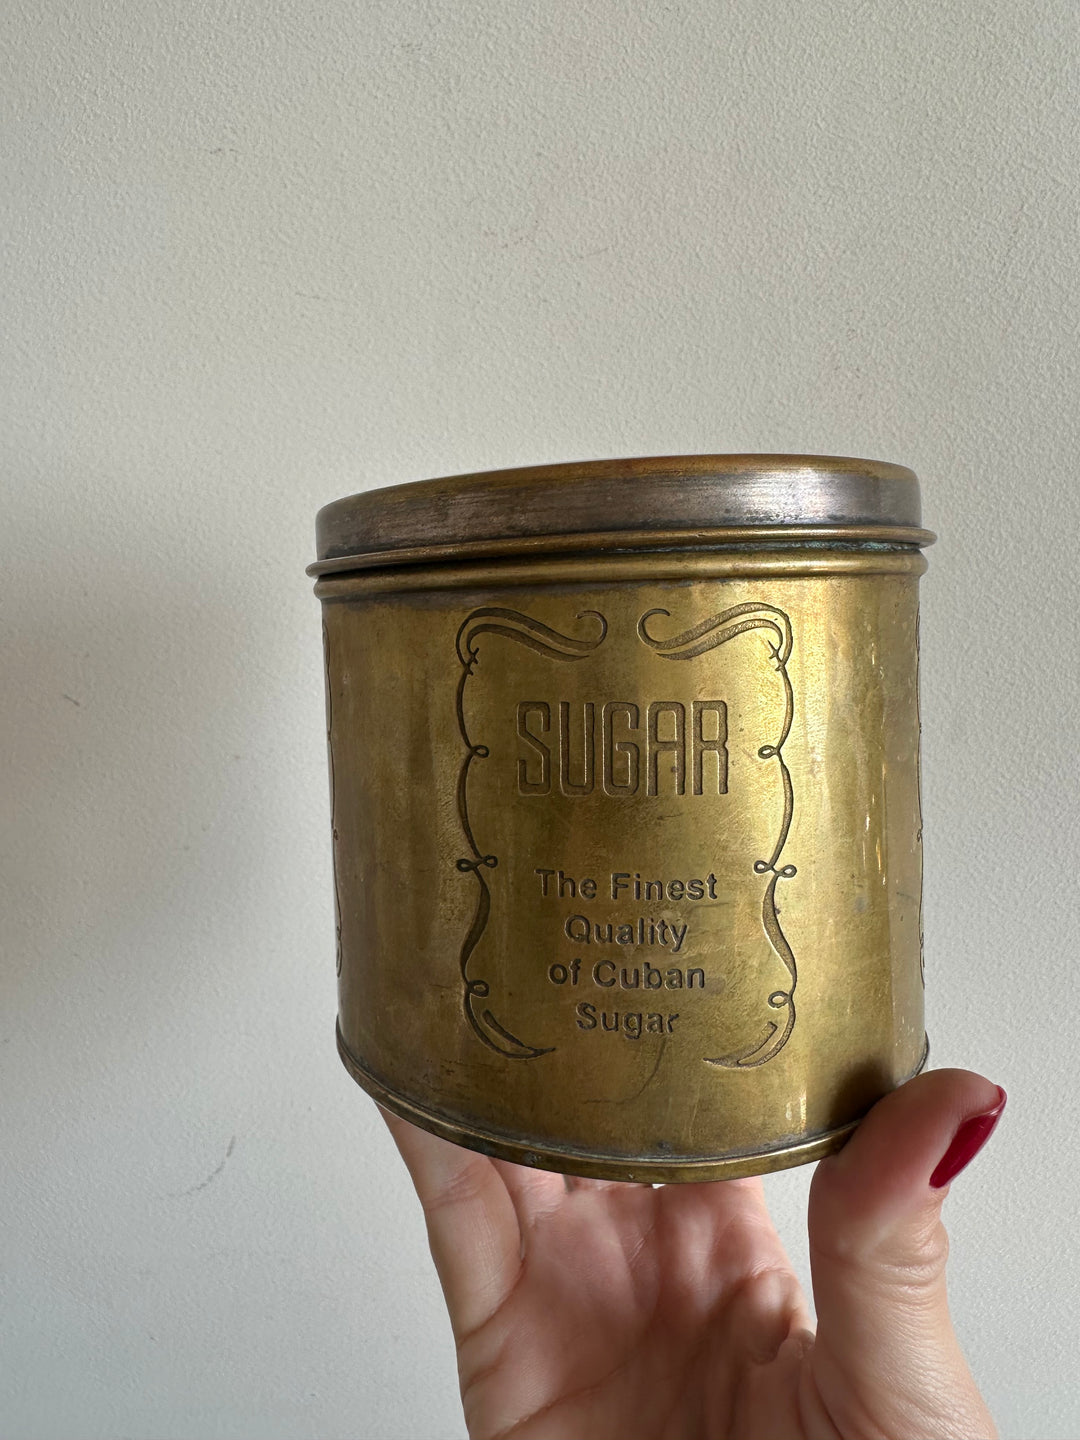 SUGAR
The Finest
Quality
of Cuban
Sugar